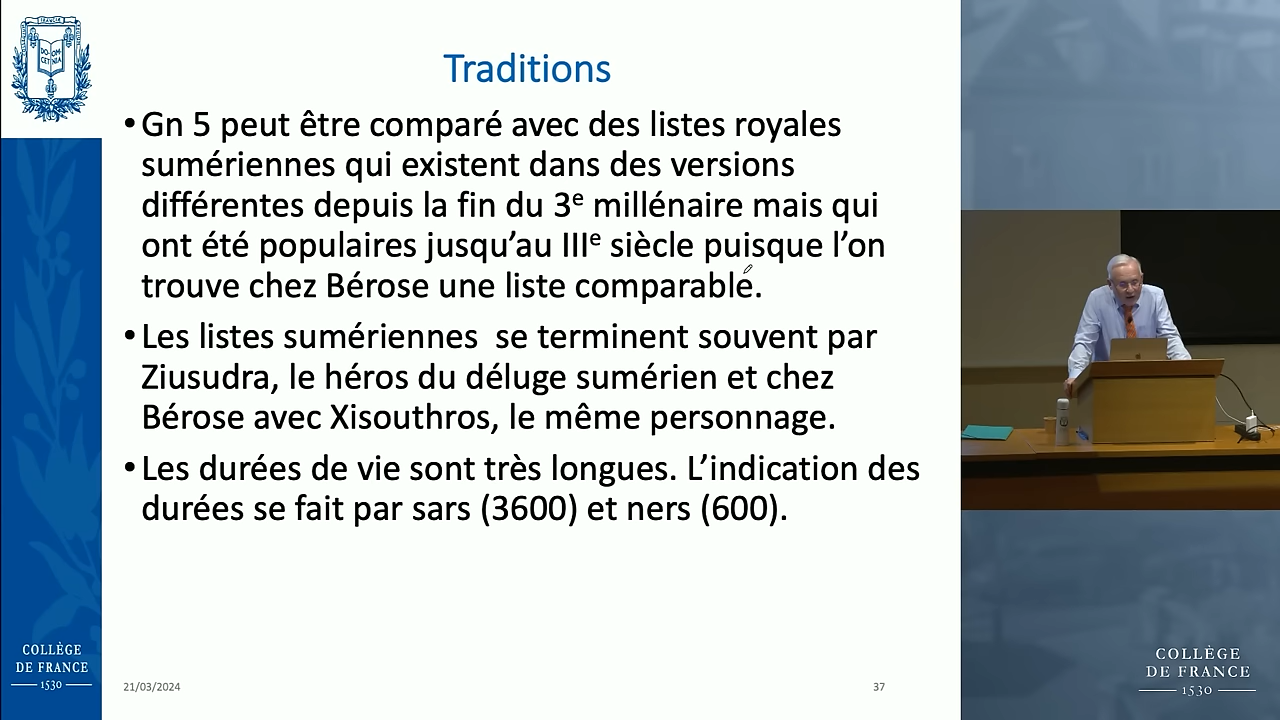 Traditions
• Gn 5 peut être comparé avec des listes royales
sumériennes qui existent dans des versions
différentes depuis la fin du 3e millénaire mais qui
ont été populaires jusqu’au IIIe siècle puisque l’on
trouve chez Bérose une liste comparable.
• Les listes sumériennes  se terminent souvent par
Ziusudra, le héros du déluge sumérien et chez
Bérose avec Xisouthros, le même personnage.
• Les durées de vie sont très longues. L’indication des
durées se fait par sars (3600) et ners (600).
COLLÈGE
DE FRANCE
1530
21/03/2024
37
COLLÈGE
DE FRANCE
1530